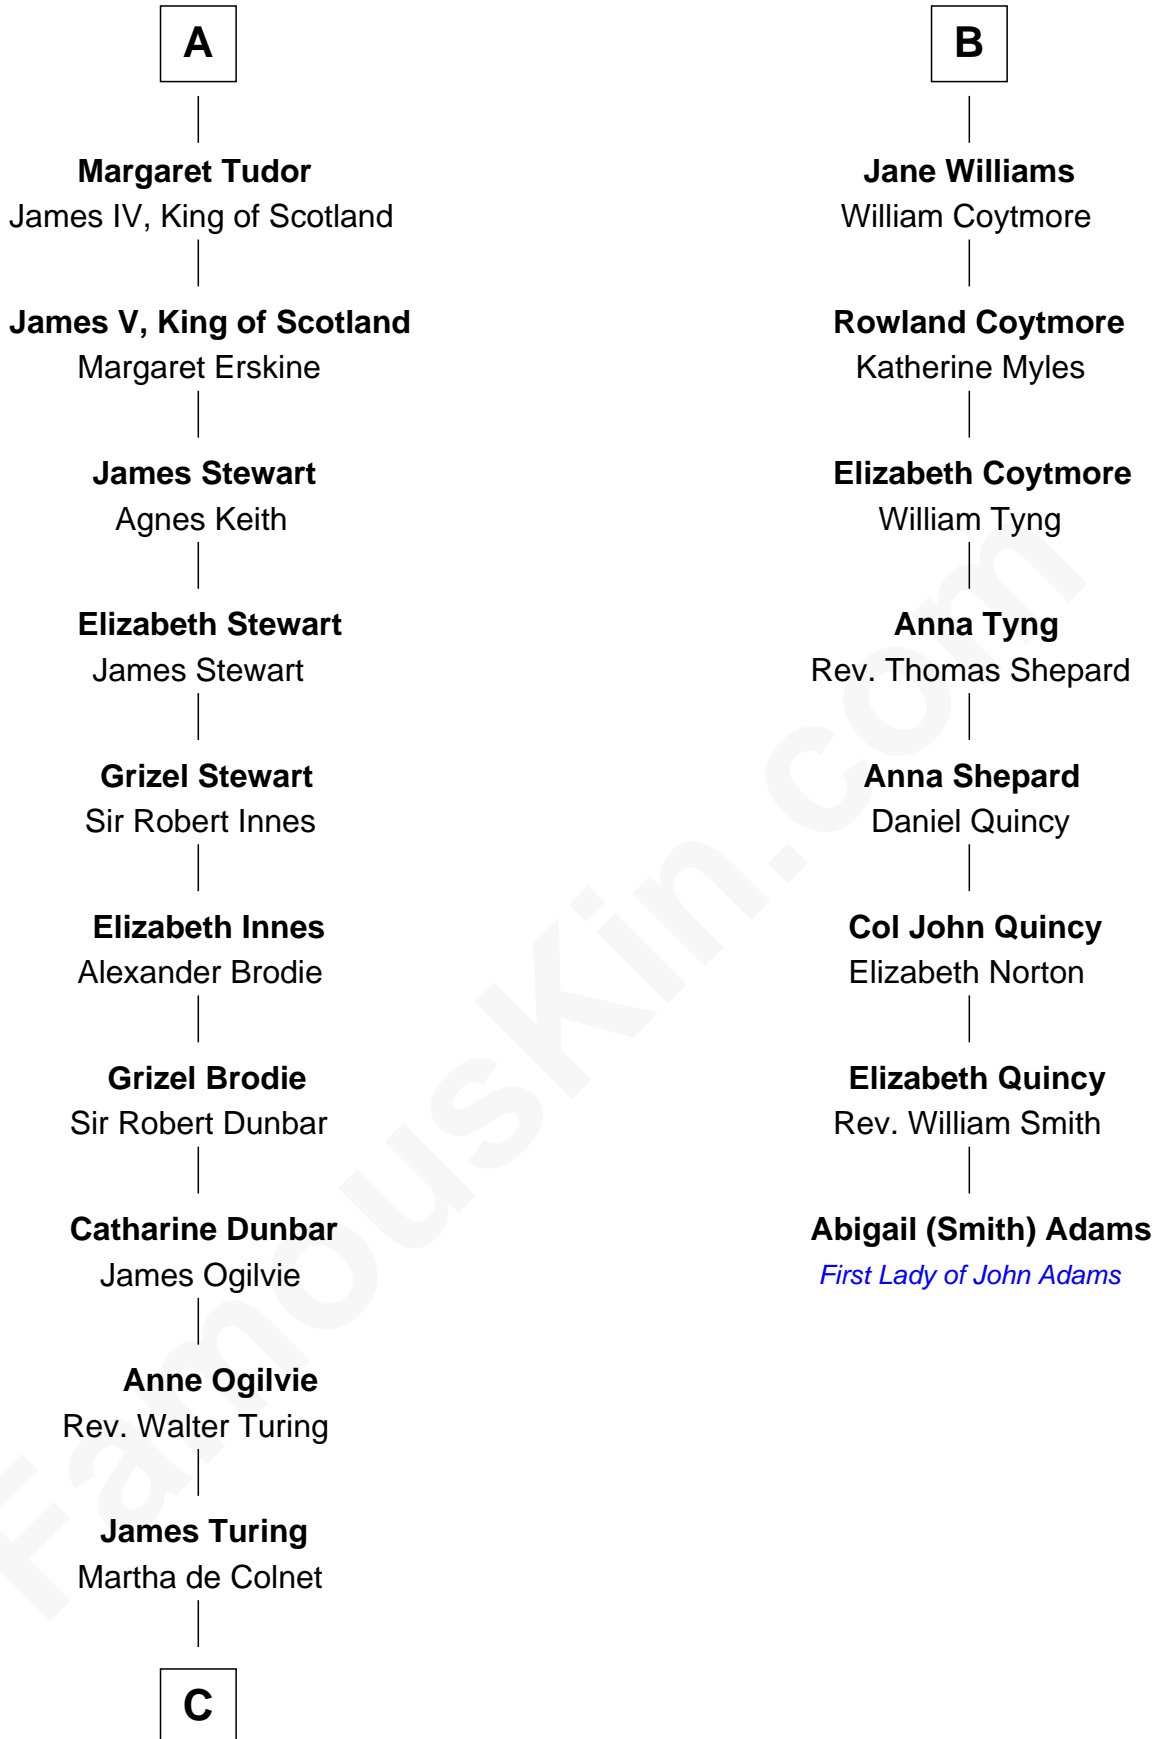 A
Margaret Tudor
James IV, King of Scotland
James V, King of Scotland
Margaret Erskine
James Stewart
Agnes Keith
Elizabeth Stewart
James Stewart
Grizel Stewart
Sir Robert Innes
Elizabeth Innes
Alexander Brodie
Grizel Brodie
Sir Robert Dunbar
Catharine Dunbar
James Ogilvie
Anne Ogilvie
Rev. Walter Turing
James Turing
Martha de Colnet
C
B
Jane Williams
William Coytmore
Rowland Coytmore
Katherine Myles
Elizabeth Coytmore
William Tyng
Anna Tyng
Rev. Thomas Shepard
Anna Shepard
Daniel Quincy
Col John Quincy
Elizabeth Norton
Elizabeth Quincy
Rev. William Smith
Abigail (Smith) Adams
First Lady of John Adams
FamousKin.com